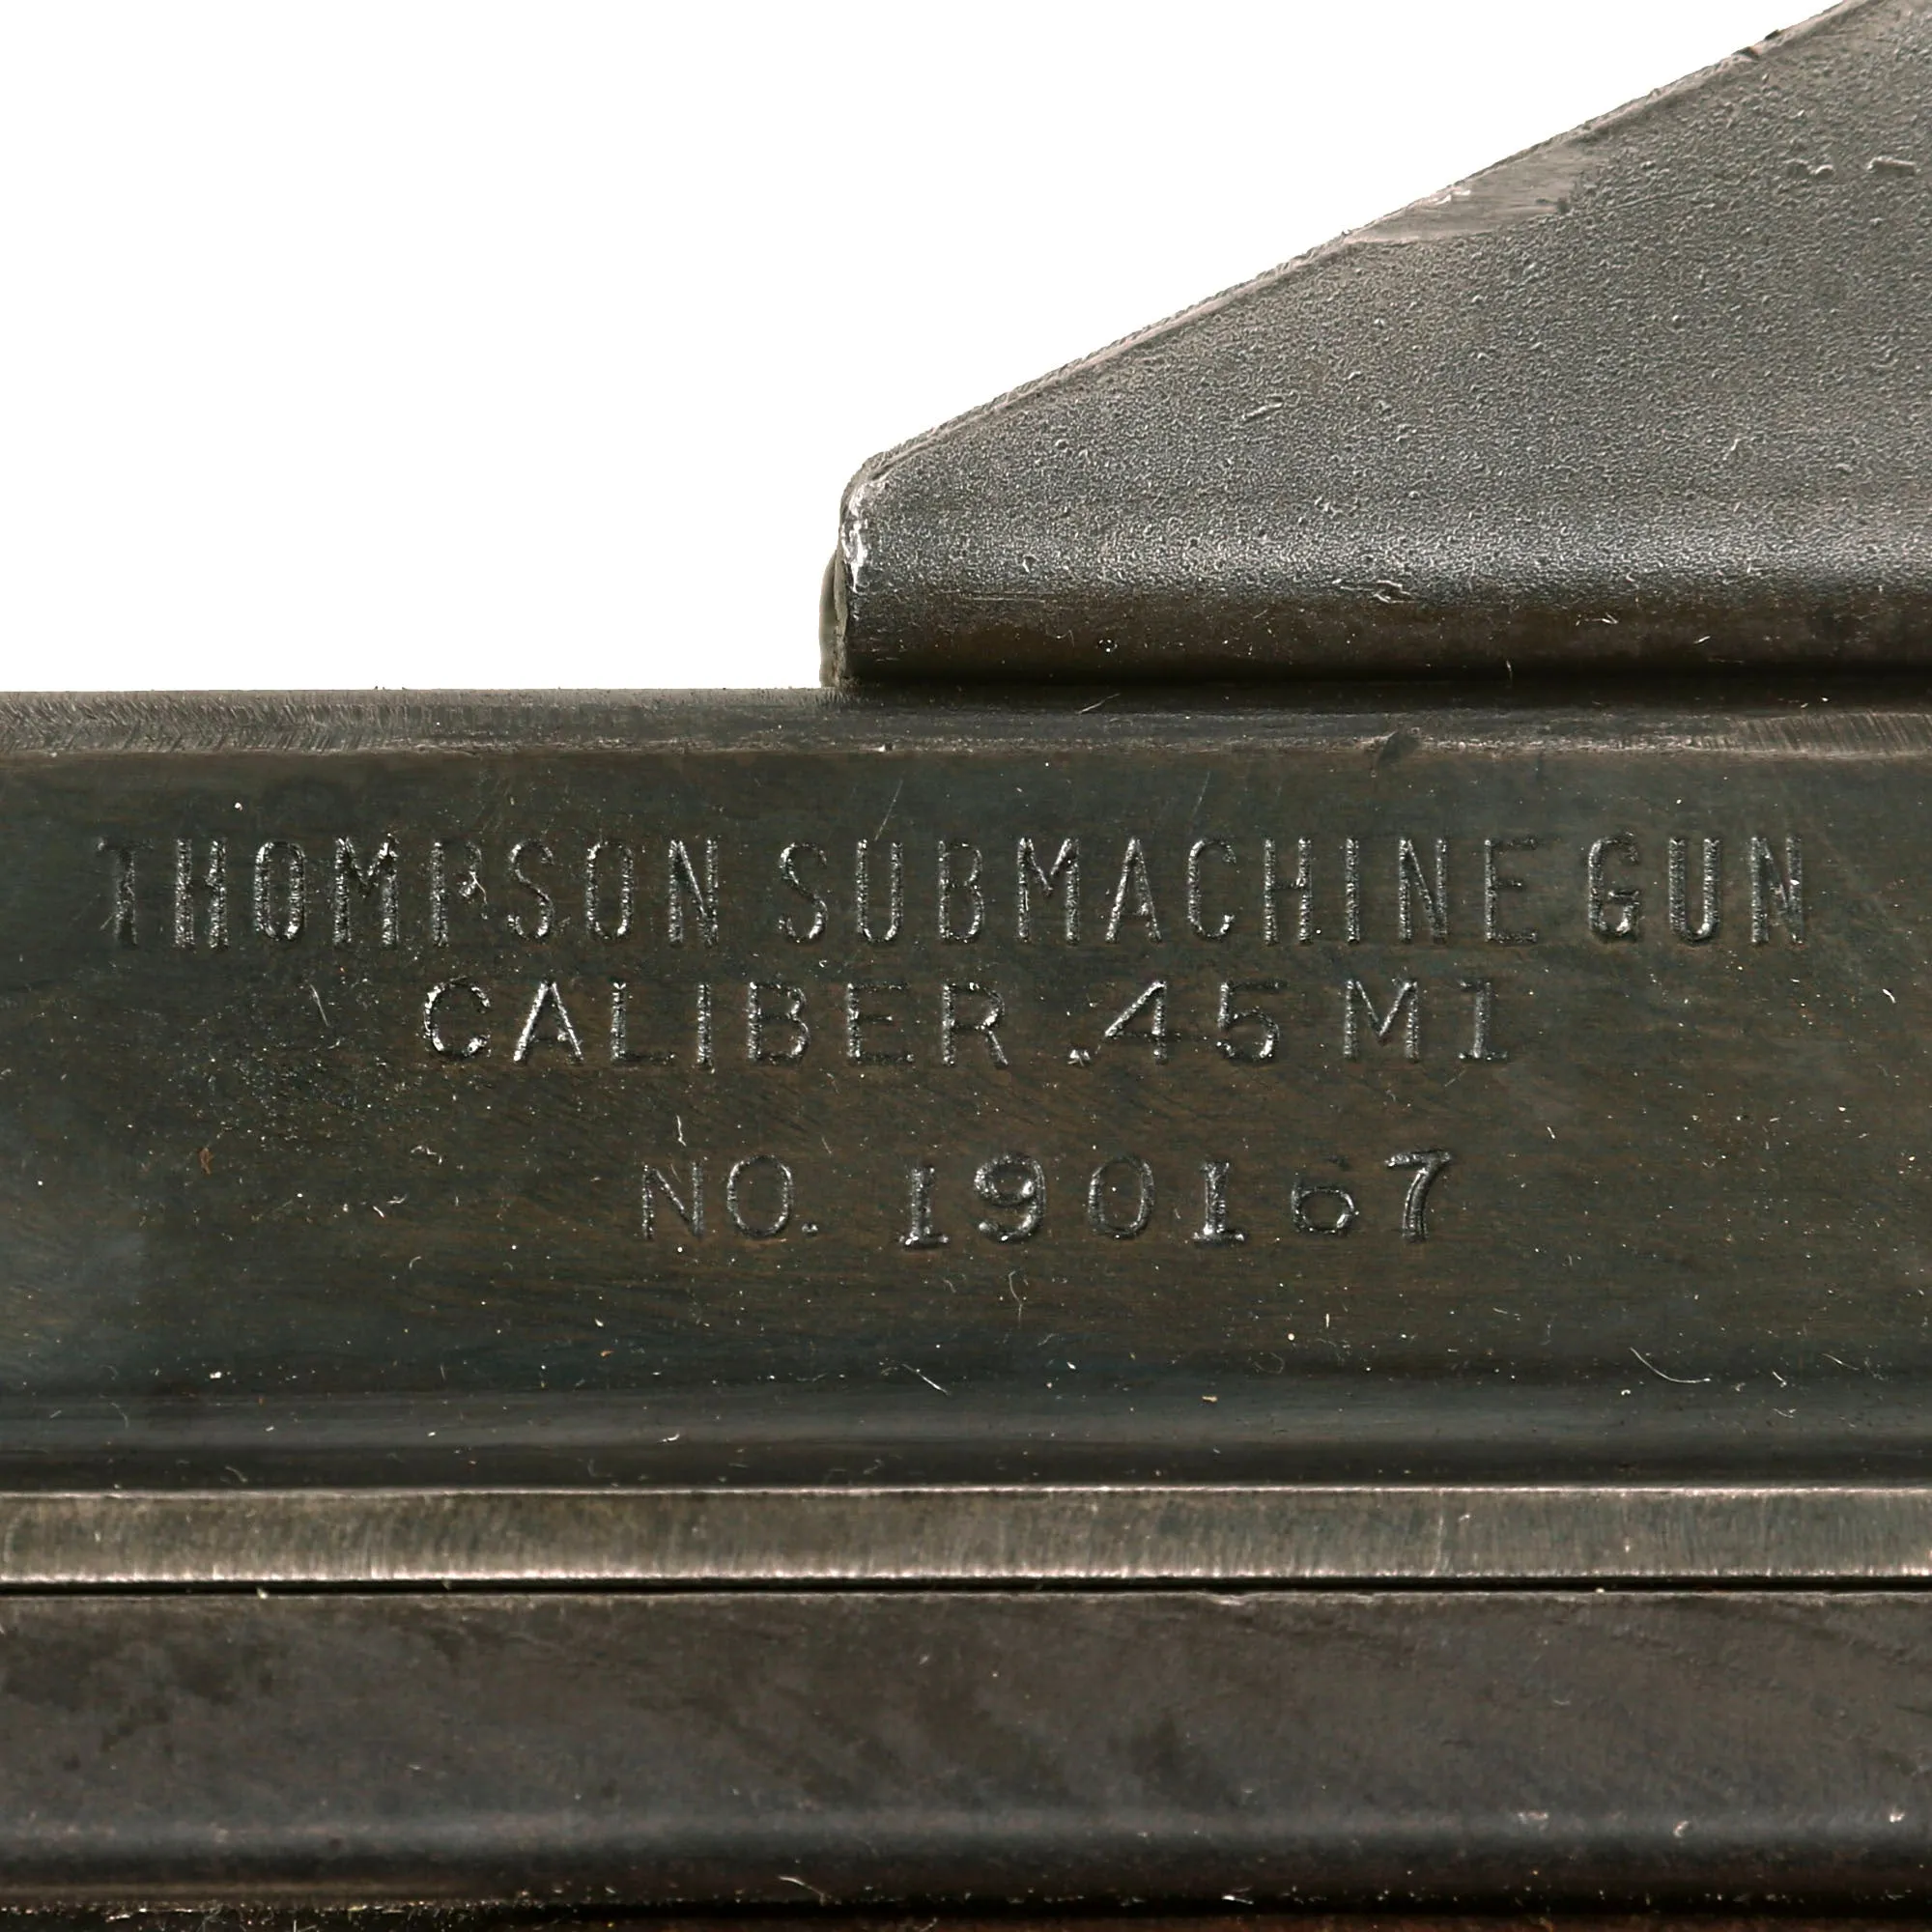 THOMPSON SUBMACHINE GUN
CALIBER .45 M1
NO. 190167